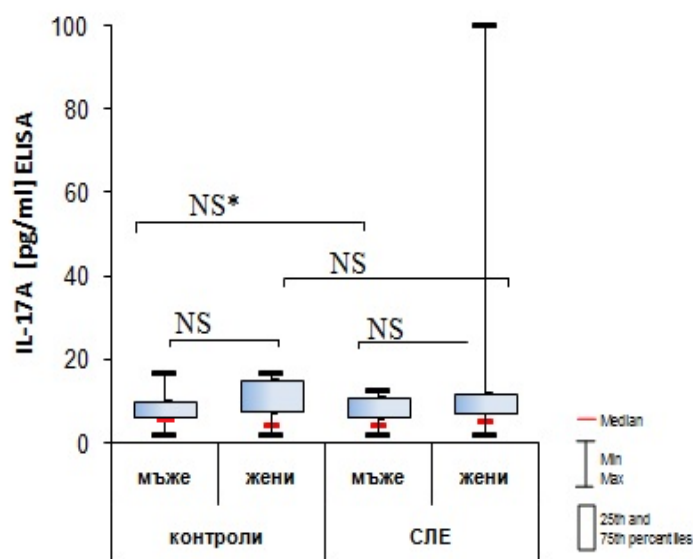 100
80
60
40
20
0
IL-17A [pg/ml] ELISA
NS*
NS
NS
NS
мъже жени мъже жени
контроли СЛЕ
Median
Min
Max
25th and
75th percentiles